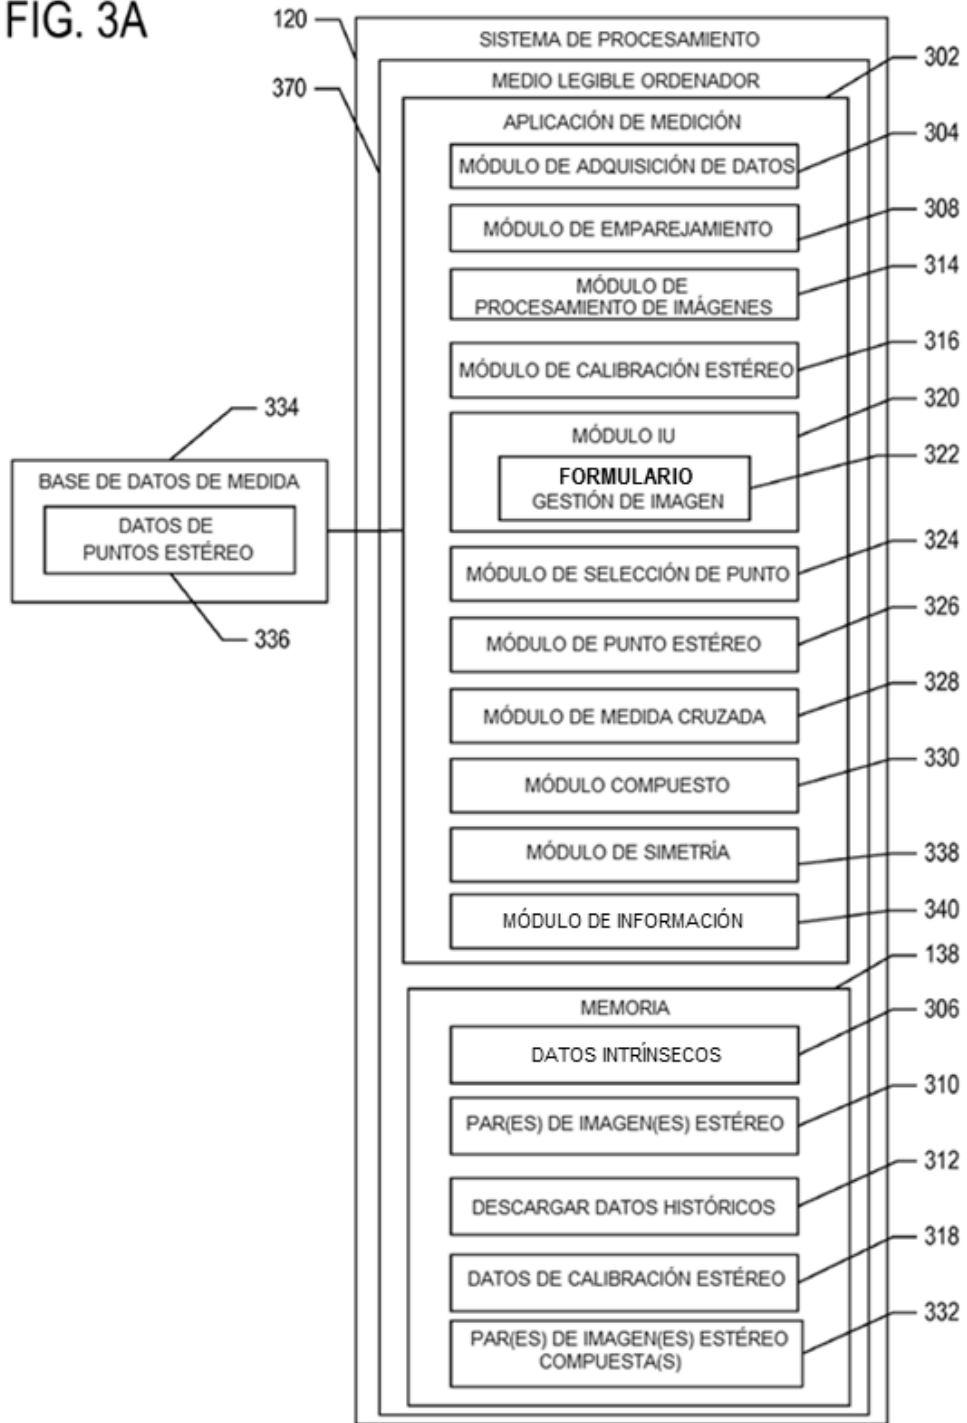 FIG. 3A
120
SISTEMA DE PROCESAMIENTO
370
MEDIO LEGIBLE ORDENADOR
302
APLICACIÓN DE MEDICIÓN
304
MÓDULO DE ADQUISICIÓN DE DATOS
308
MÓDULO DE EMPAREJAMIENTO
314
MÓDULO DE
PROCESAMIENTO DE IMÁGENES
316
MÓDULO DE CALIBRACIÓN ESTÉREO
320
MÓDULO IU
322
FORMULARIO
GESTIÓN DE IMAGEN
334
BASE DE DATOS DE MEDIDA
DATOS DE
PUNTOS ESTÉREO
336
324
MÓDULO DE SELECCIÓN DE PUNTO
326
MÓDULO DE PUNTO ESTÉREO
328
MÓDULO DE MEDIDA CRUZADA
330
MÓDULO COMPUESTO
338
MÓDULO DE SIMETRÍA
340
MÓDULO DE INFORMACIÓN
138
MEMORIA
306
DATOS INTRÍNSECOS
310
PAR(ES) DE IMAGEN(ES) ESTÉREO
312
DESCARGAR DATOS HISTÓRICOS
318
DATOS DE CALIBRACIÓN ESTÉREO
332
PAR(ES) DE IMAGEN(ES) ESTÉREO
COMPUESTA(S)